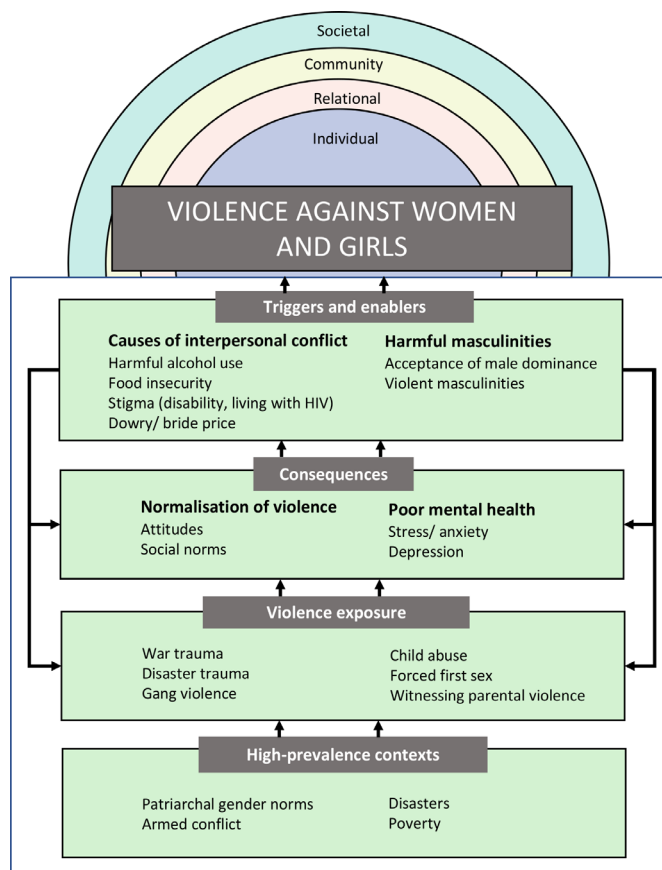 Societal
Community
Relational
Individual
VIOLENCE AGAINST WOMEN
AND GIRLS
Triggers and enablers
Causes of interpersonal conflict
Harmful alcohol use
Food insecurity
Stigma (disability, living with HIV)
Dowry/ bride price
Harmful masculinities
Acceptance of male dominance
Violent masculinities
Consequences
Normalisation of violence
Attitudes
Social norms
Poor mental health
Stress/ anxiety
Depression
Violence exposure
War trauma
Disaster trauma
Gang violence
Child abuse
Forced first sex
Witnessing parental violence
High-prevalence contexts
Patriarchal gender norms
Armed conflict
Disasters
Poverty